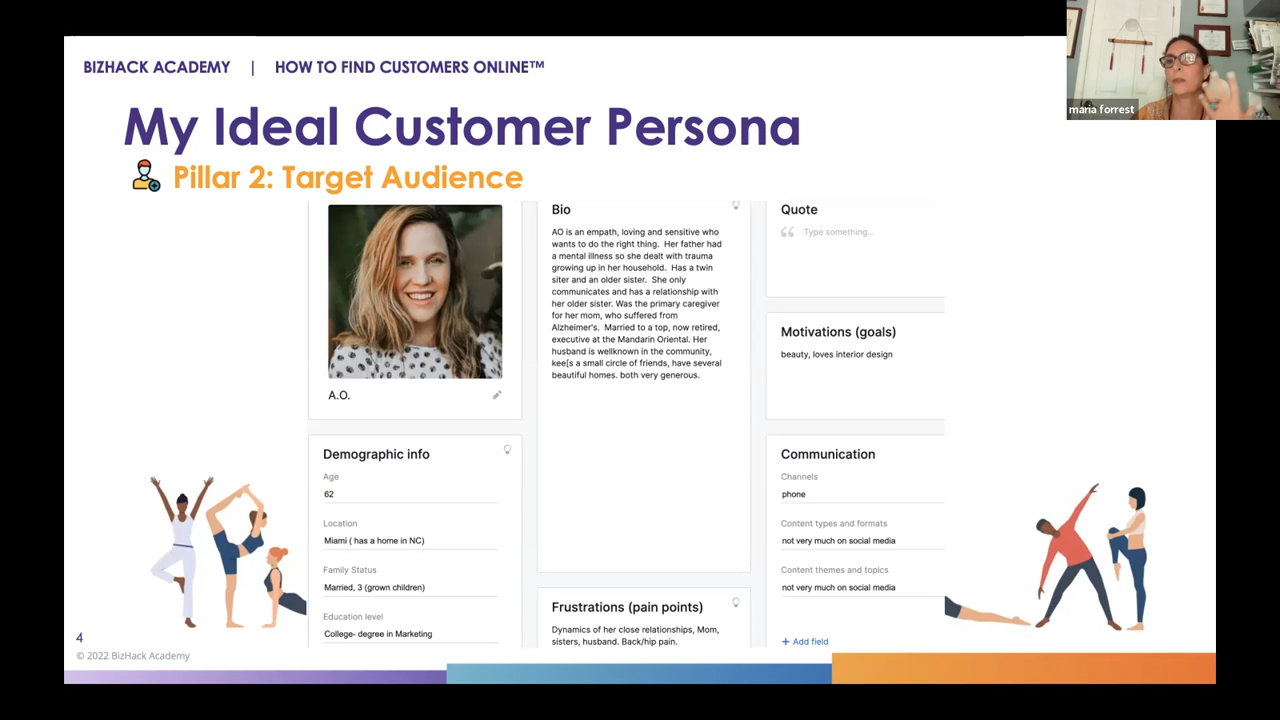 BIZHACK ACADEMY | HOW TO FIND CUSTOMERS ONLINE™
maria forrest
My Ideal Customer Persona
Pillar 2: Target Audience
A.O.
Demographic info
Age
62
Location
Miami ( has a home in NC)
Family Status
Married, 3 (grown children)
Education level
College- degree in Marketing
Bio
AO is an empath, loving and sensitive who
wants to do the right thing. Her father had
a mental illness so she dealt with trauma
growing up in her household. Has a twin
siter and an older sister. She only
communicates and has a relationship with
her older sister. Was the primary caregiver
for her mom, who suffered from
Alzheimer's. Married to a top, now retired,
executive at the Mandarin Oriental. Her
husband is wellknown in the community,
kee[s a small circle of friends, have several
beautiful homes. both very generous.
Frustrations (pain points)
Dynamics of her close relationships, Mom,
sisters, husband. Back/hip pain.
Quote
Type something...
Motivations (goals)
beauty, loves interior design
Communication
Channels
phone
Content types and formats
not very much on social media
Content themes and topics
not very much on social media
+ Add field
4
© 2022 BizHack Academy